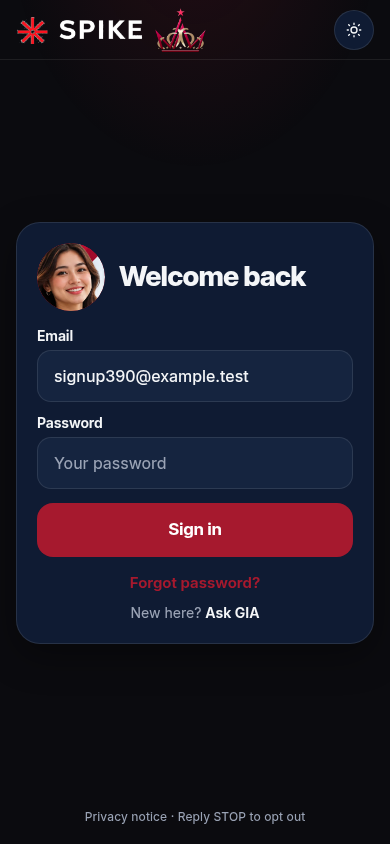 SPIKE
Welcome back
Email
signup390@example.test
Password
Your password
Sign in
Forgot password?
New here? Ask GIA
Privacy notice · Reply STOP to opt out